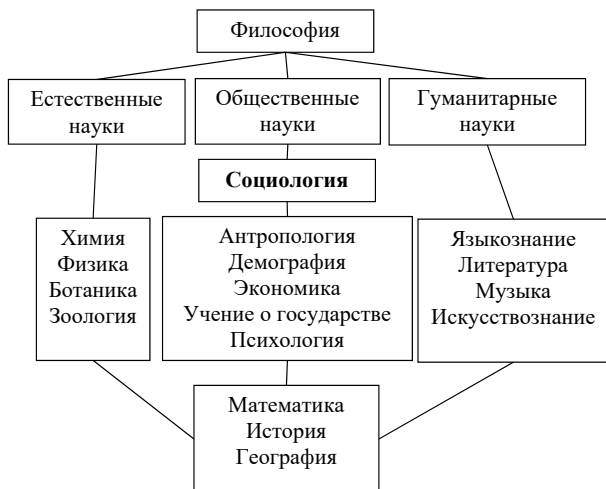 Философия
Естественные
науки
Общественные
науки
Гуманитарные
науки
Социология
Химия
Физика
Ботаника
Зоология
Антропология
Демография
Экономика
Учение о государстве
Психология
Языкознание
Литература
Музыка
Искусствознание
Математика
История
География